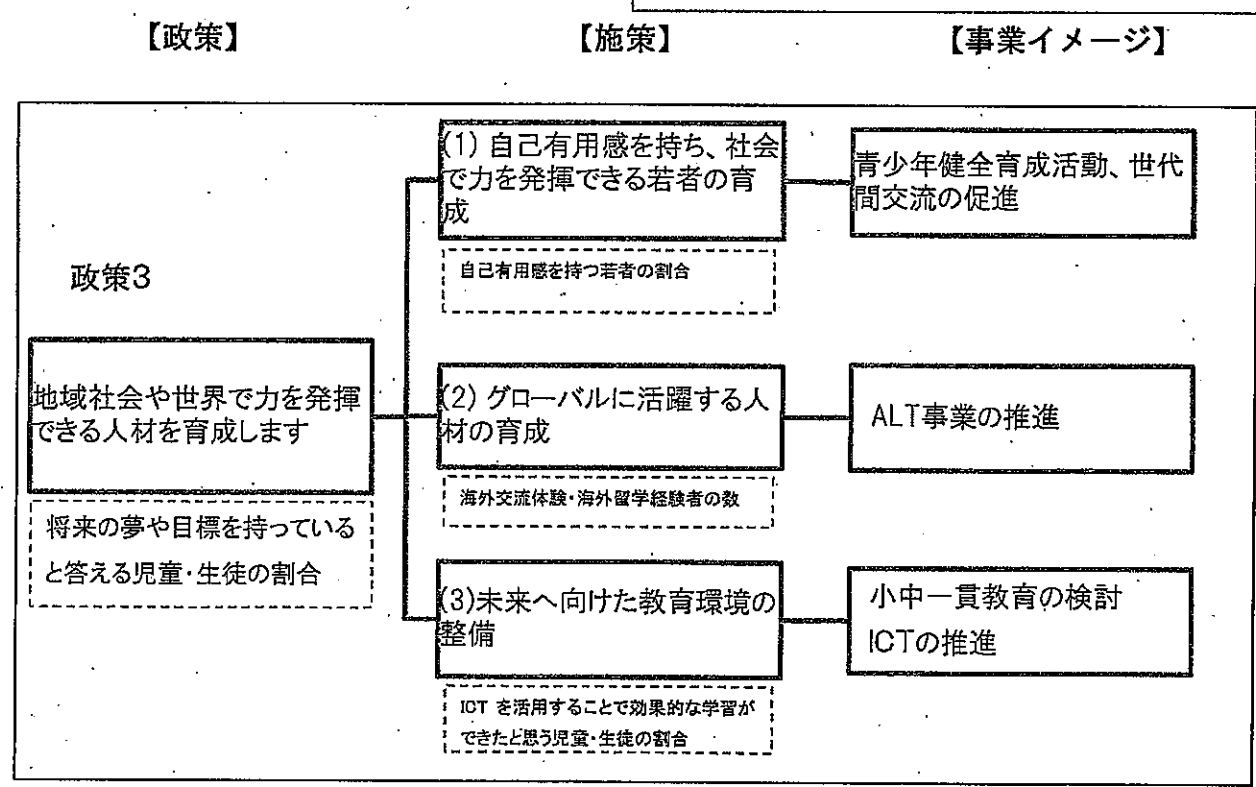 【政策】
【施策】
【事業イメージ】
政策3
地域社会や世界で力を発揮
できる人材を育成します
将来の夢や目標を持っている
と答える児童・生徒の割合
(1) 自己有用感を持ち、社会
で力を発揮できる若者の育
成
自己有用感を持つ若者の割合
青少年健全育成活動、世代
間交流の促進
(2) グローバルに活躍する人
材の育成
海外交流体験・海外留学経験者の数
ALT事業の推進
(3)未来へ向けた教育環境の
整備
ICT を活用することで効果的な学習が
できたと思う児童・生徒の割合
小中一貫教育の検討
ICTの推進